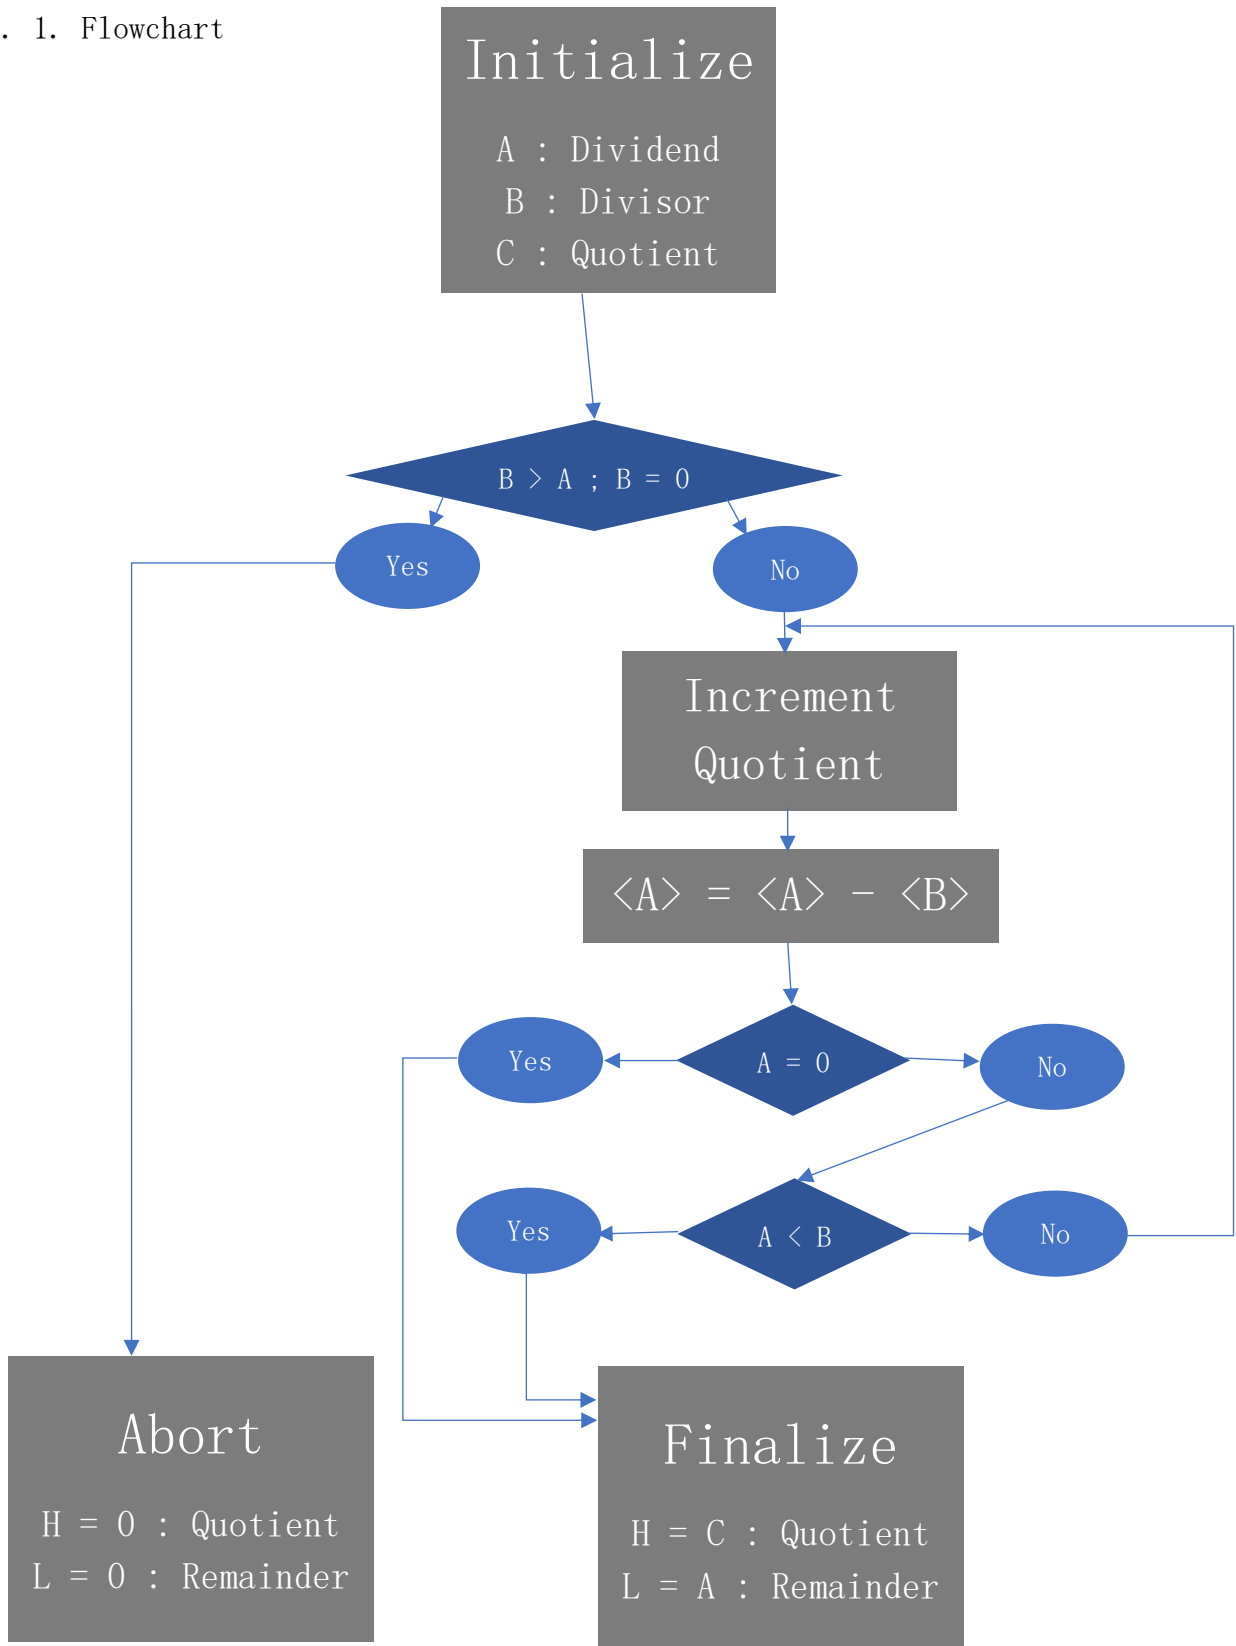 . 1. Flowchart
Initialize
A : Dividend
B : Divisor
C : Quotient
B > A ; B = 0
Yes
No
Increment
Quotient
<A> = <A> - <B>
Yes
A = 0
No
Yes
A < B
No
Abort
H = 0 : Quotient
L = 0 : Remainder
Finalize
H = C : Quotient
L = A : Remainder